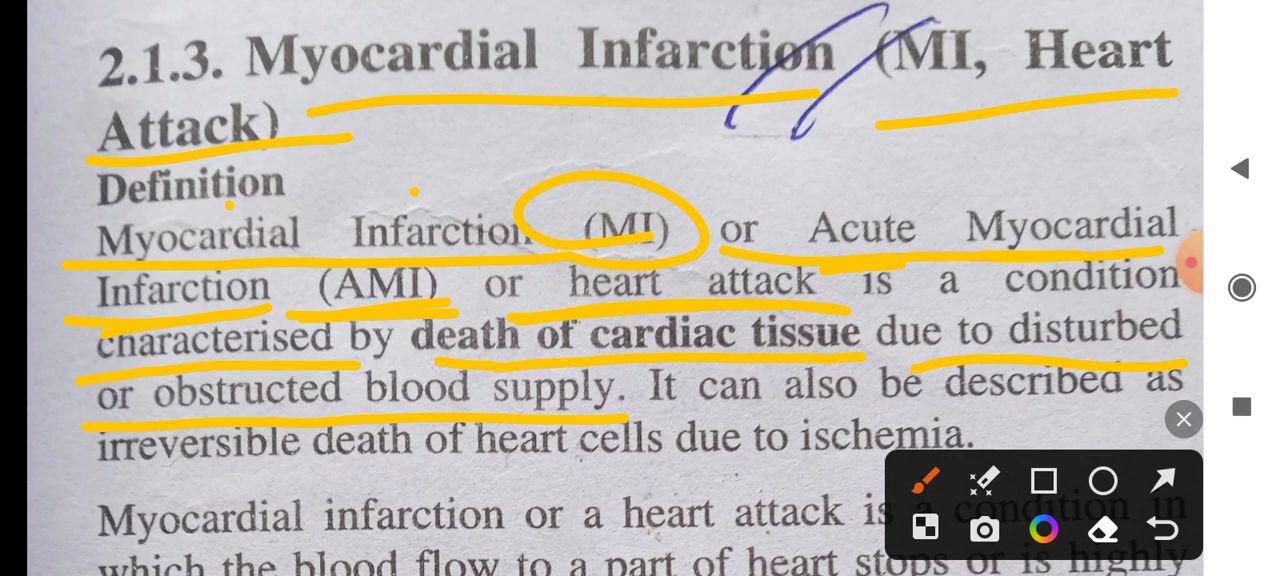 2.1.3. Myocardial Infarction (MI, Heart
Attack)
Definition
Myocardial Infarction (MI) or Acute Myocardial
Infarction (AMI) or heart attack is a condition
characterised by death of cardiac tissue due to disturbed
or obstructed blood supply. It can also be described as
irreversible death of heart cells due to ischemia.
Myocardial infarction or a heart attack is a condition in
which the blood flow to a part of heart stops or is highly